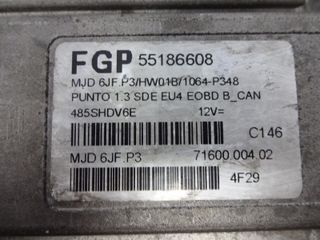 FGP 55186608
MJD 6JF.P3/HW01B/1064-P348
PUNTO 1.3 SDE EU4 EOBD B_CAN
485SHDV6E 12V=
C146
MJD 6JF.P3 71600.004.02
4F29